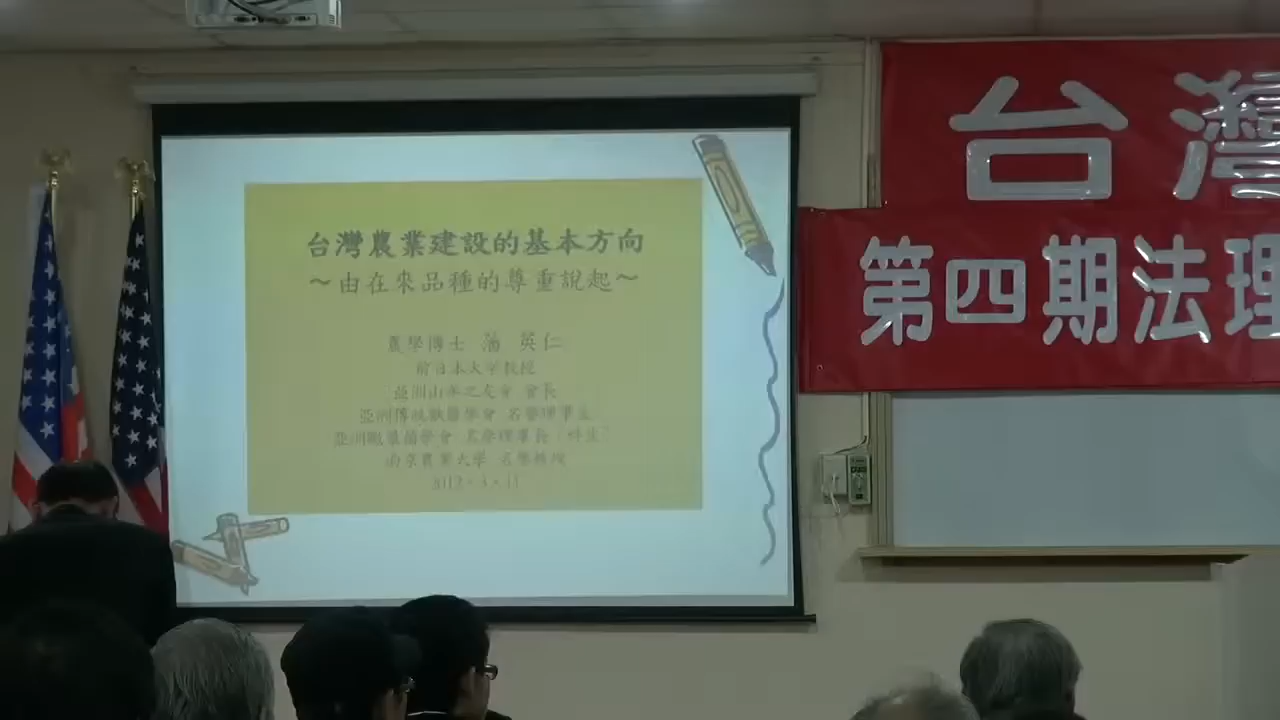 台灣農業建設的基本方向
～由在來品種的尊重說起～
農學博士 潘 英仁
前日本大學教授
會長
亞洲傳統獸醫學會 名譽理事
南京農業大學 名譽教授
台灣
第四期法理